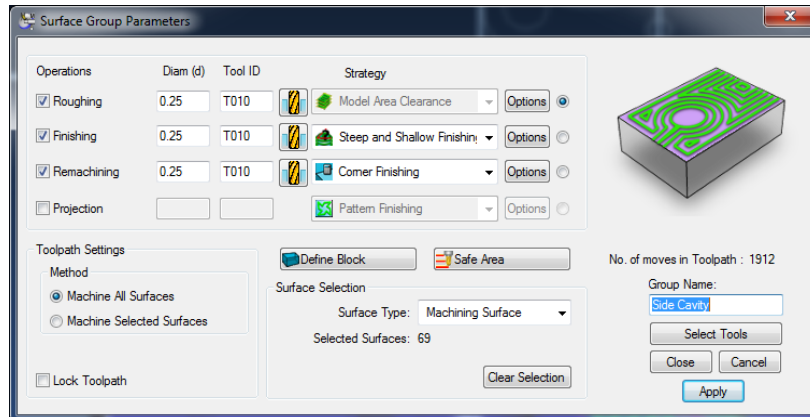 Surface Group Parameters
Operations Diam (d) Tool ID Strategy
Roughing 0.25 T010 Model Area Clearance Options
Finishing 0.25 T010 Steep and Shallow Finishing Options
Remachining 0.25 T010 Corner Finishing Options
Projection Pattern Finishing Options
Toolpath Settings
Method
Machine All Surfaces
Machine Selected Surfaces
Lock Toolpath
Define Block Safe Area
Surface Selection
Surface Type: Machining Surface
Selected Surfaces: 69
Clear Selection
No. of moves in Toolpath : 1912
Group Name:
Side Cavity
Select Tools
Close Cancel
Apply